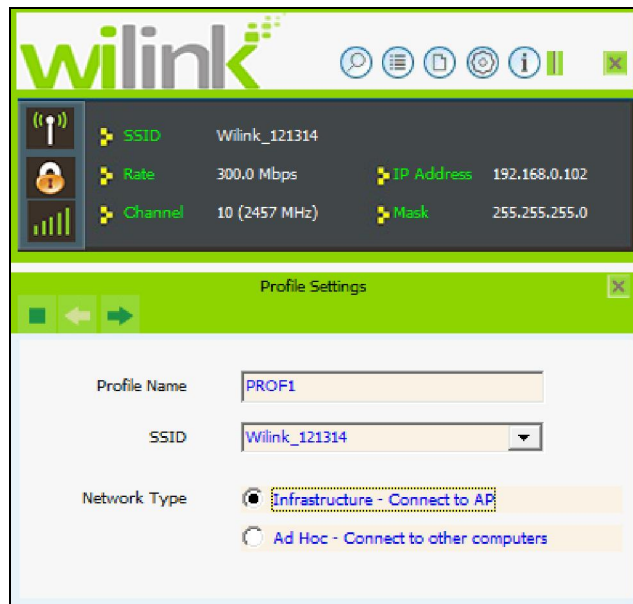 wilink
SSID Wilink_121314
Rate 300.0 Mbps IP Address 192.168.0.102
Channel 10 (2457 MHz) Mask 255.255.255.0
Profile Settings
Profile Name PROF1
SSID Wilink_121314
Network Type Infrastructure - Connect to AP
Ad Hoc - Connect to other computers